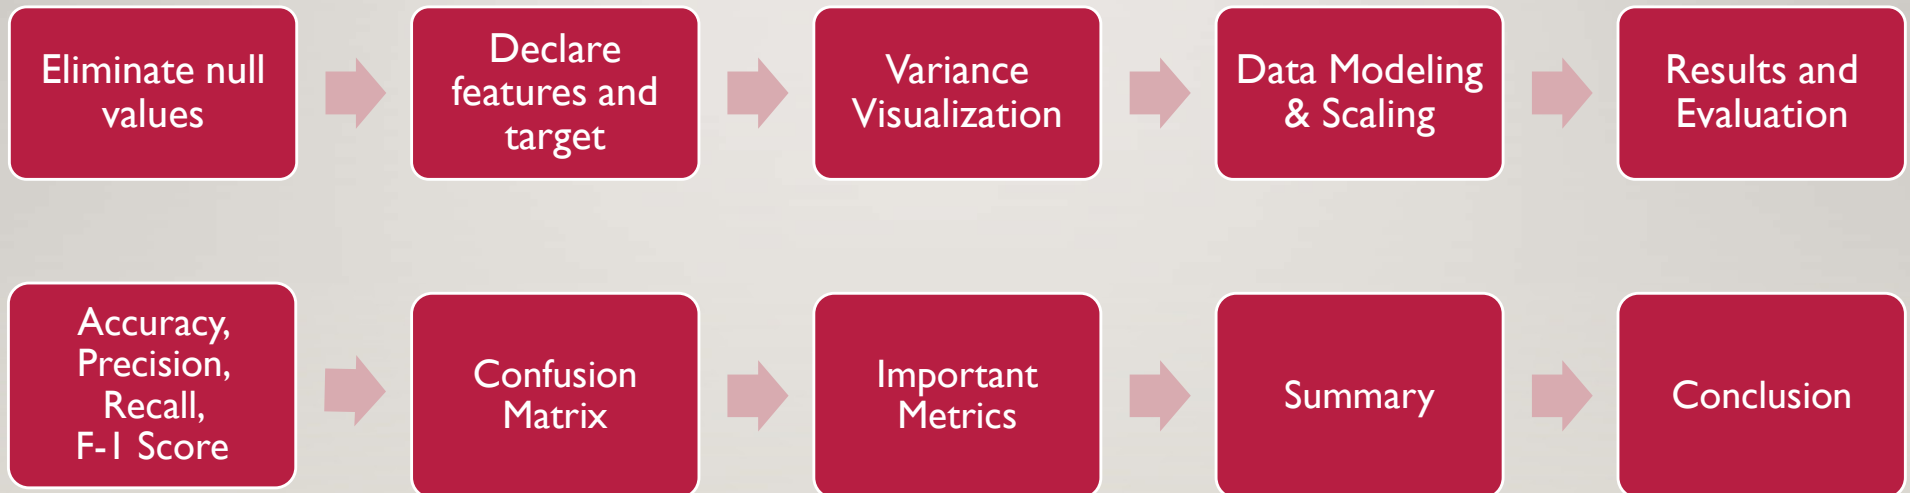 Eliminate null
values
Declare
features and
target
Variance
Visualization
Data Modeling
& Scaling
Results and
Evaluation
Accuracy,
Precision,
Recall,
F-1 Score
Confusion
Matrix
Important
Metrics
Summary
Conclusion